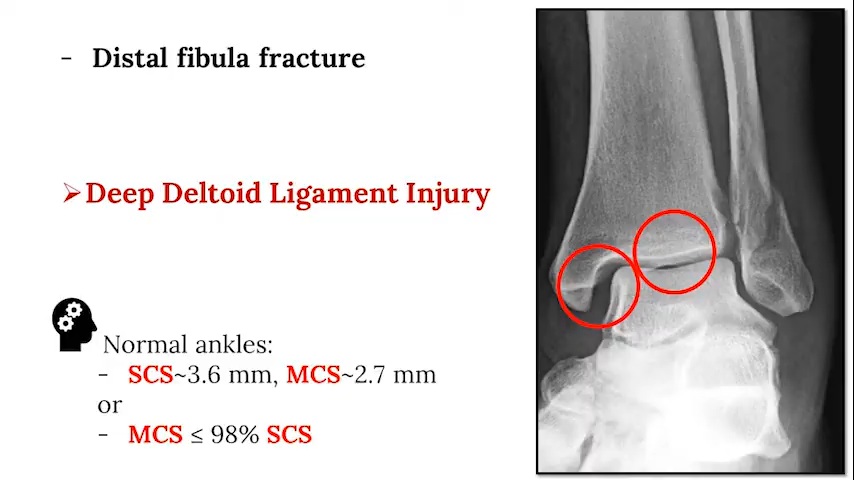 - Distal fibula fracture
➢Deep Deltoid Ligament Injury
Normal ankles:
- SCS~3.6 mm, MCS~2.7 mm
or
- MCS ≤ 98% SCS